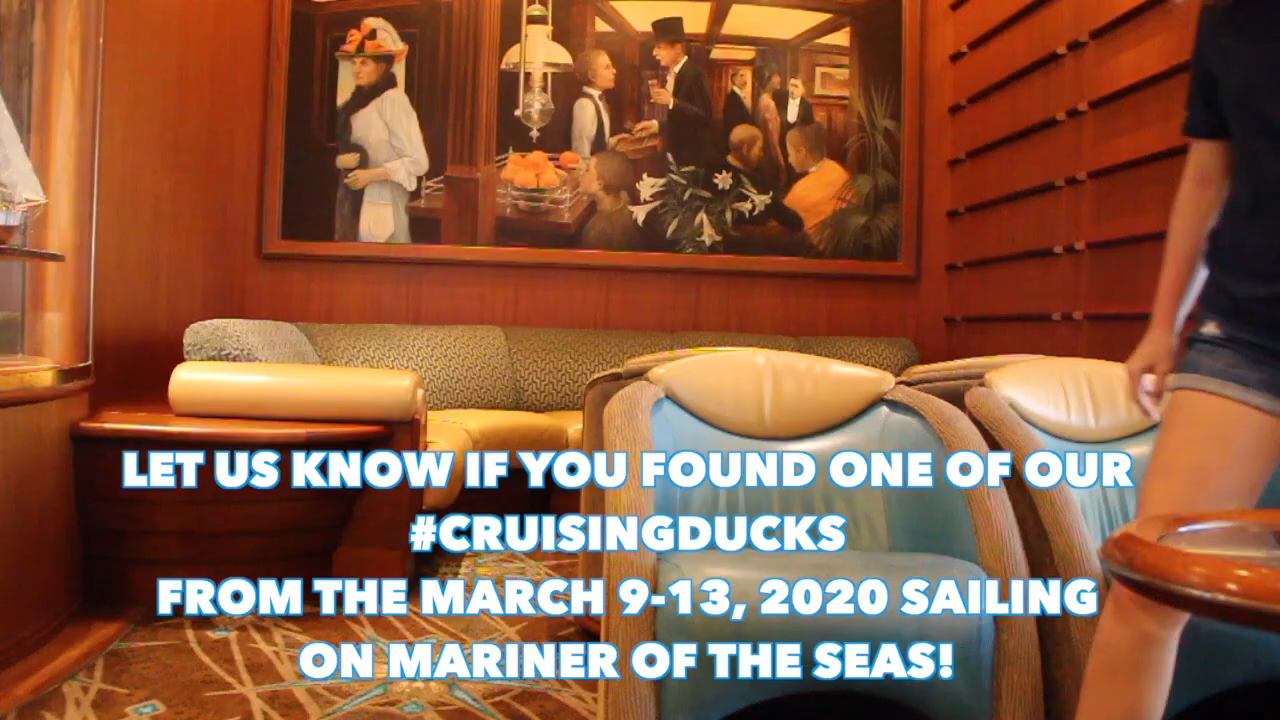 LET US KNOW IF YOU FOUND ONE OF OUR
#CRUISINGDUCKS
FROM THE MARCH 9-13, 2020 SAILING
ON MARINER OF THE SEAS!